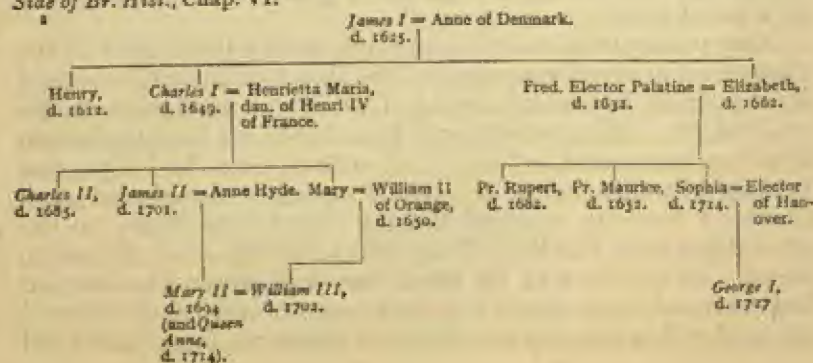 Side of Br. Hist., Chap. VI.
James I = Anne of Denmark.
d. 1625.
Henry,
d. 1612.
Charles I = Henrietta Maria,
d. 1649. dau. of Henri IV
of France.
Fred. Elector Palatine = Elizabeth,
d. 1632. d. 1662.
Charles II,
d. 1685.
James II = Anne Hyde.
d. 1701.
Mary = William II
of Orange,
d. 1650.
Pr. Rupert,
d. 1682.
Pr. Maurice,
d. 1652.
Sophia = Elector
d. 1714. of Han-
over.
Mary II = William III,
d. 1694 d. 1702.
(and Queen
Anne,
d. 1714).
George I,
d. 1727